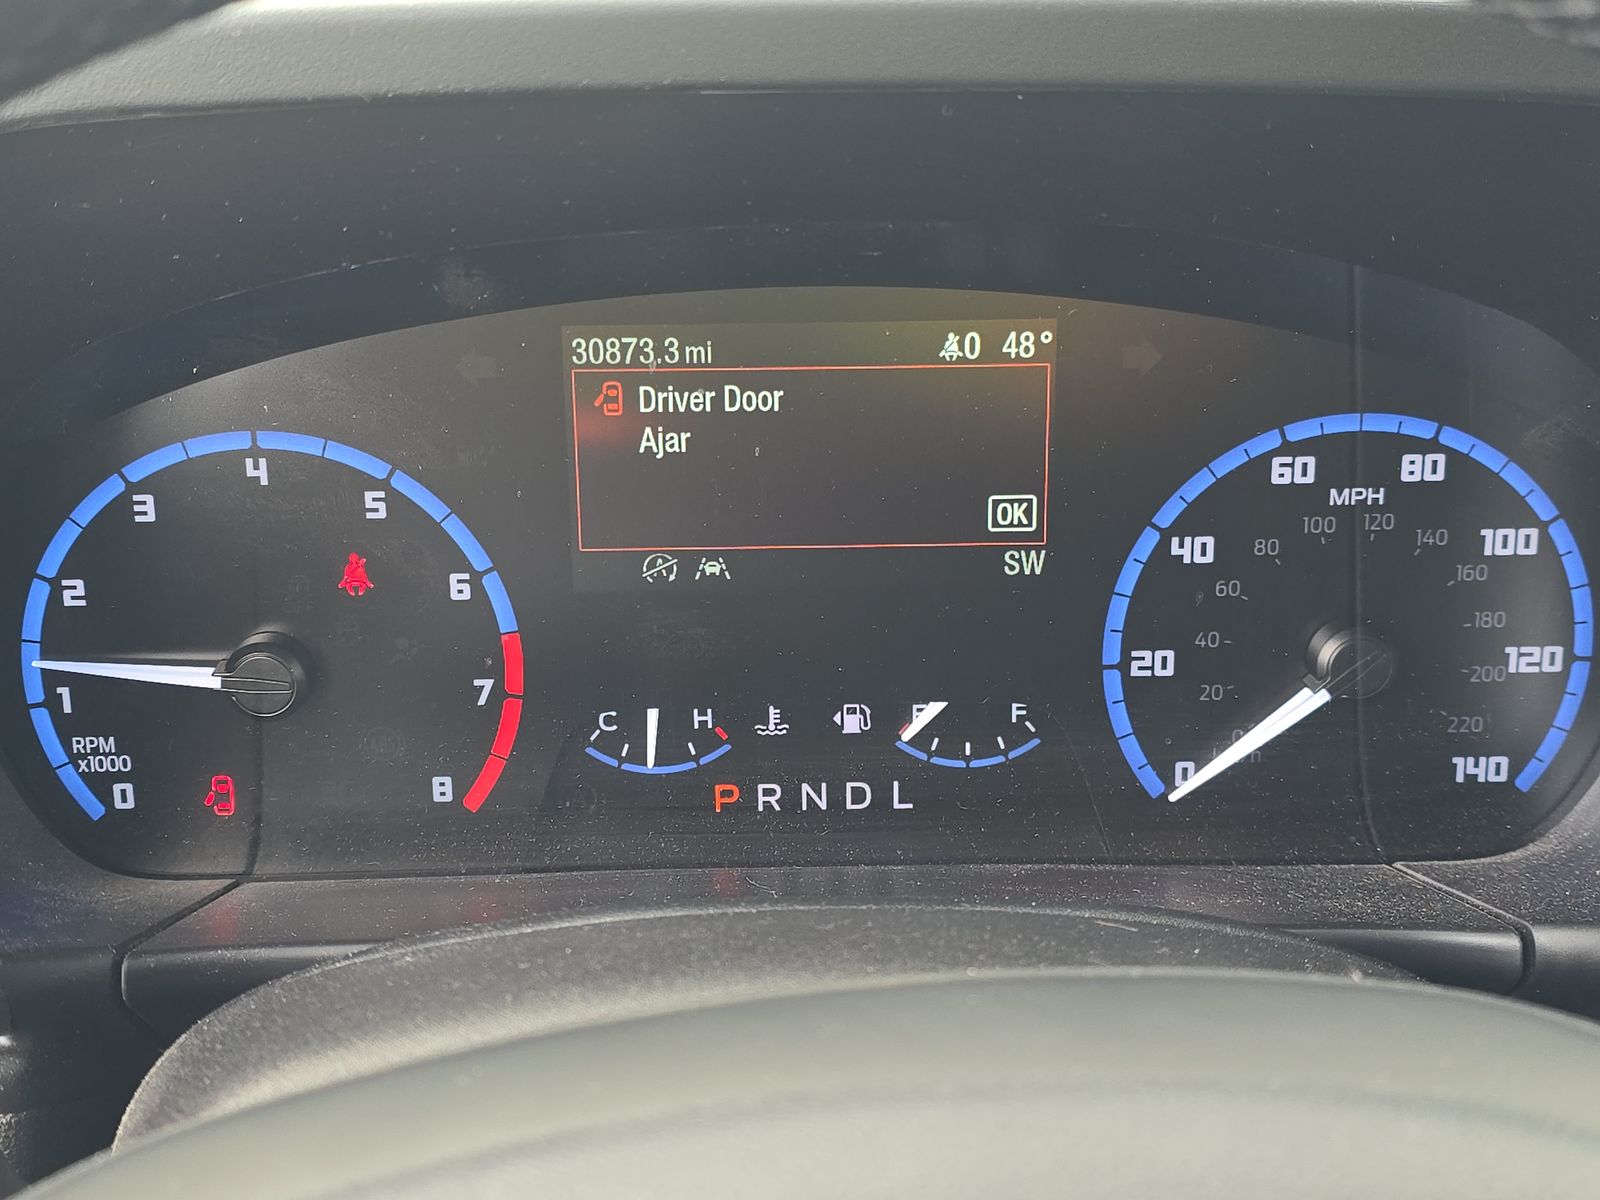 30873.3 mi 0 48°
Driver Door
Ajar
OK
SW
0 1 2 3 4 5 6 7 8
RPM
x1000
C H
E F
P R N D L
0 20 40 60 80 100 120 140
MPH
20 40 60 80 100 120 140 160 180 200 220